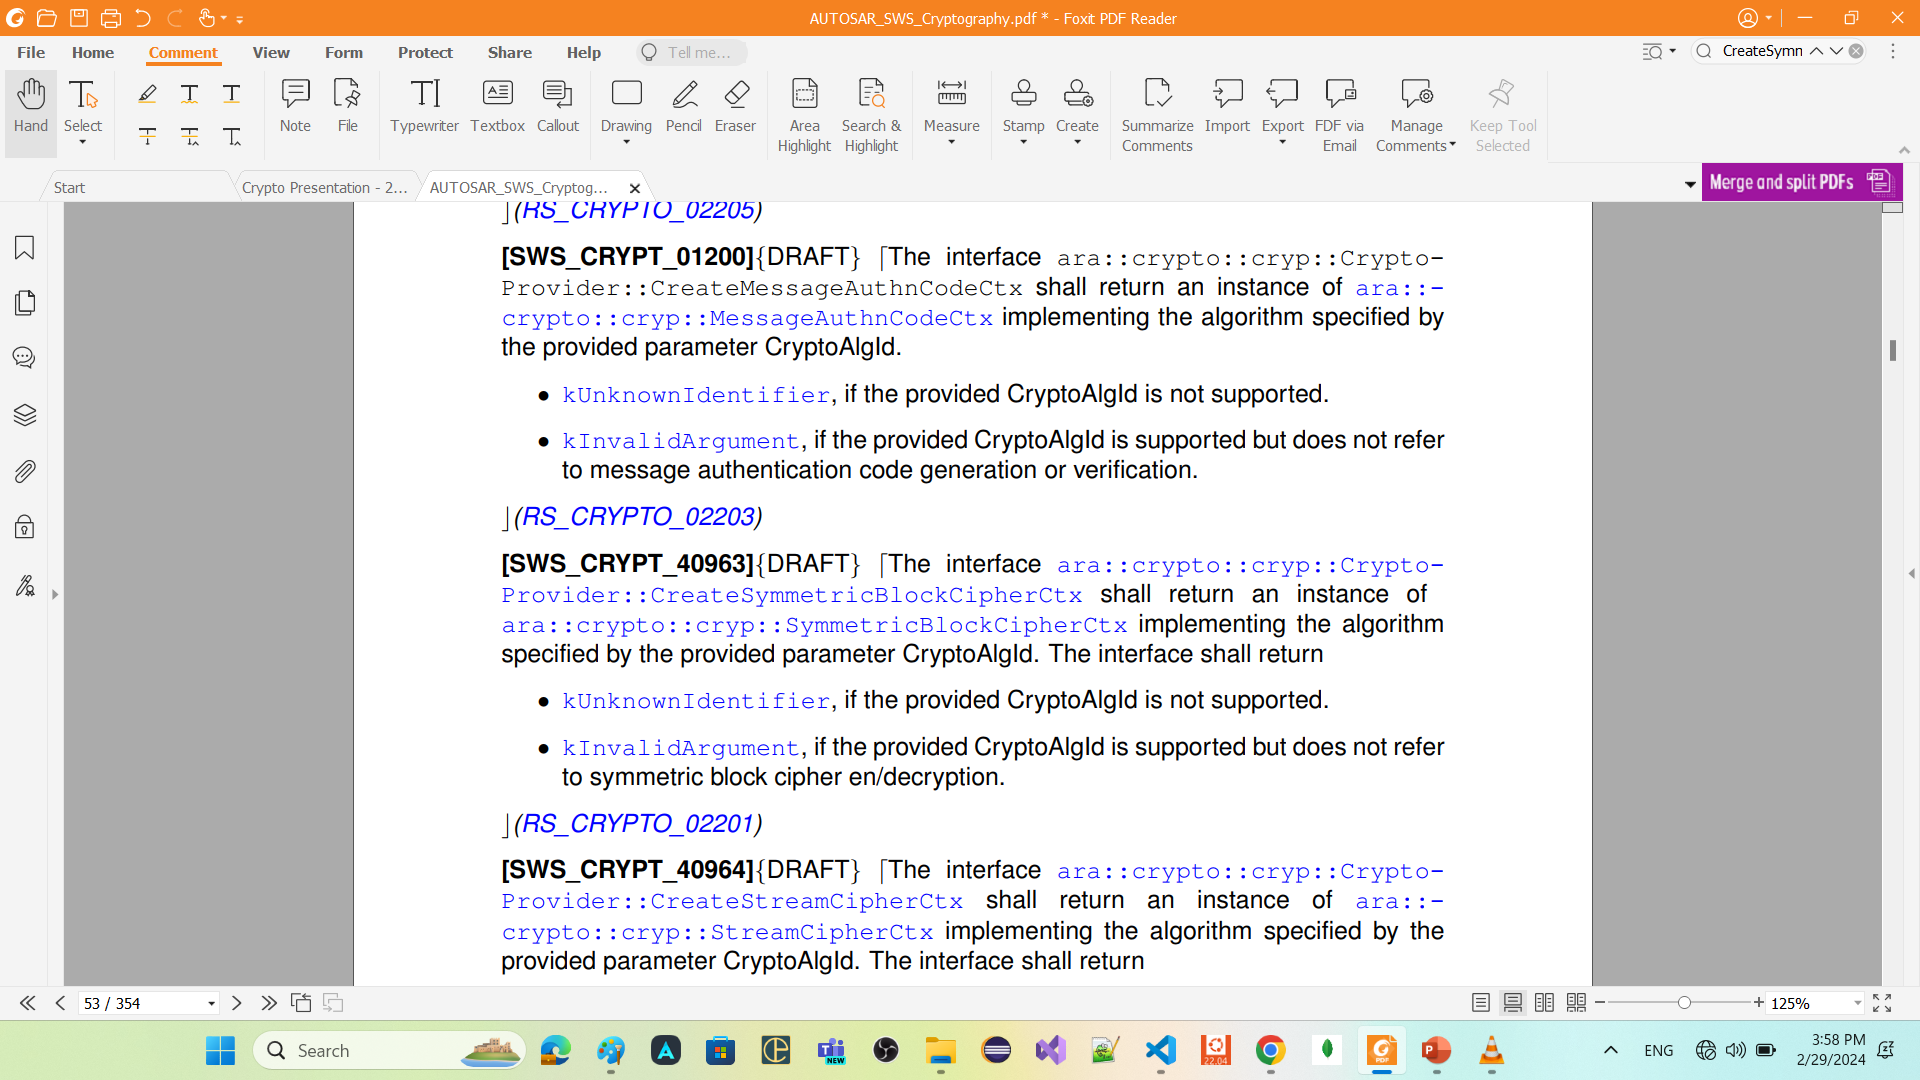 AUTOSAR_SWS_Cryptography.pdf * - Foxit PDF Reader
File Home Comment View Form Protect Share Help Tell me... CreateSymn
Hand Select Note File Typewriter Textbox Callout Drawing Pencil Eraser Area Highlight Search & Highlight Measure Stamp Create Summarize Comments Import Export FDF via Email Manage Comments Keep Tool Selected
Start Crypto Presentation - 2... AUTOSAR_SWS_Cryptog... Merge and split PDFs
⌋(RS_CRYPTO_02205)
[SWS_CRYPT_01200]{DRAFT} ⌈The interface ara::crypto::cryp::Crypto-
Provider::CreateMessageAuthnCodeCtx shall return an instance of ara::-
crypto::cryp::MessageAuthnCodeCtx implementing the algorithm specified by
the provided parameter CryptoAlgId.
• kUnknownIdentifier, if the provided CryptoAlgId is not supported.
• kInvalidArgument, if the provided CryptoAlgId is supported but does not refer
to message authentication code generation or verification.
⌋(RS_CRYPTO_02203)
[SWS_CRYPT_40963]{DRAFT} ⌈The interface ara::crypto::cryp::Crypto-
Provider::CreateSymmetricBlockCipherCtx shall return an instance of
ara::crypto::cryp::SymmetricBlockCipherCtx implementing the algorithm
specified by the provided parameter CryptoAlgId. The interface shall return
• kUnknownIdentifier, if the provided CryptoAlgId is not supported.
• kInvalidArgument, if the provided CryptoAlgId is supported but does not refer
to symmetric block cipher en/decryption.
⌋(RS_CRYPTO_02201)
[SWS_CRYPT_40964]{DRAFT} ⌈The interface ara::crypto::cryp::Crypto-
Provider::CreateStreamCipherCtx shall return an instance of ara::-
crypto::cryp::StreamCipherCtx implementing the algorithm specified by the
provided parameter CryptoAlgId. The interface shall return
53 / 354 125%
Search NEW 22.04 ENG 3:58 PM
2/29/2024